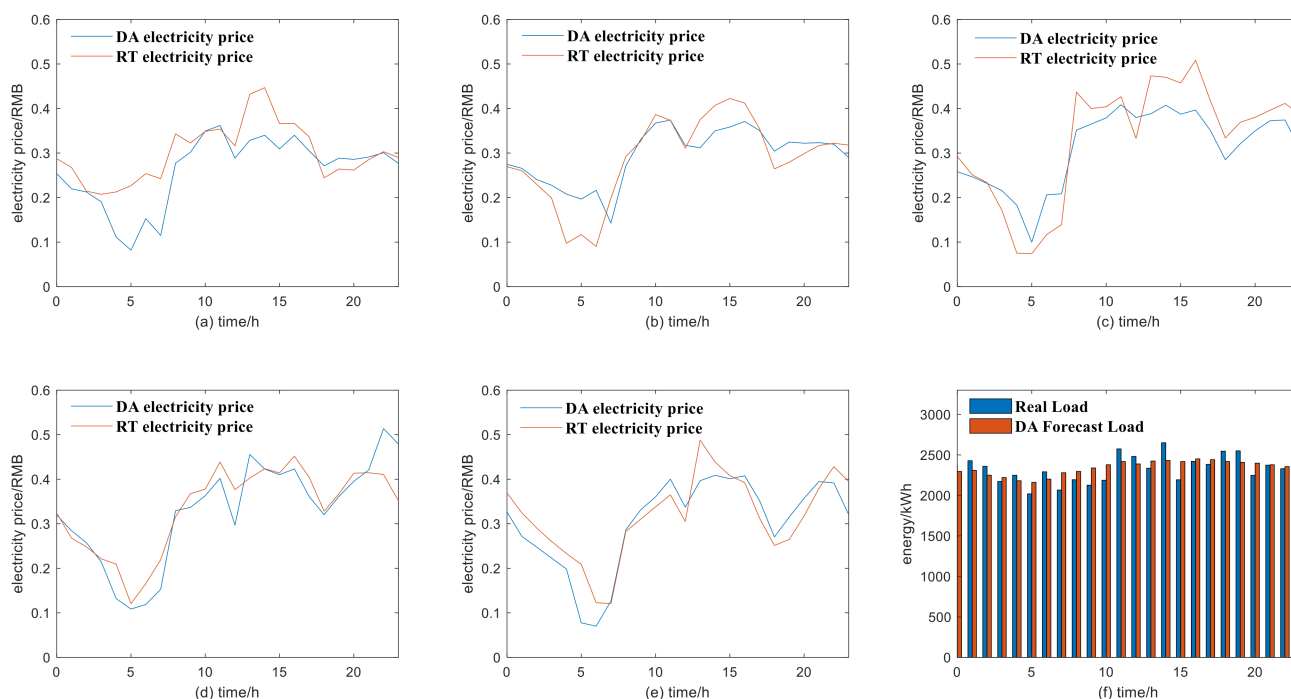 0.6
0.5
0.4
0.3
0.2
0.1
0
electricity price/RMB
DA electricity price
RT electricity price
0 5 10 15 20
(a) time/h
0.6
0.5
0.4
0.3
0.2
0.1
0
electricity price/RMB
DA electricity price
RT electricity price
0 5 10 15 20
(b) time/h
0.6
0.5
0.4
0.3
0.2
0.1
0
electricity price/RMB
DA electricity price
RT electricity price
0 5 10 15 20
(c) time/h
0.6
0.5
0.4
0.3
0.2
0.1
0
electricity price/RMB
DA electricity price
RT electricity price
0 5 10 15 20
(d) time/h
0.6
0.5
0.4
0.3
0.2
0.1
0
electricity price/RMB
DA electricity price
RT electricity price
0 5 10 15 20
(e) time/h
3000
2500
2000
1500
1000
500
0
energy/kWh
Real Load
DA Forecast Load
0 5 10 15 20
(f) time/h